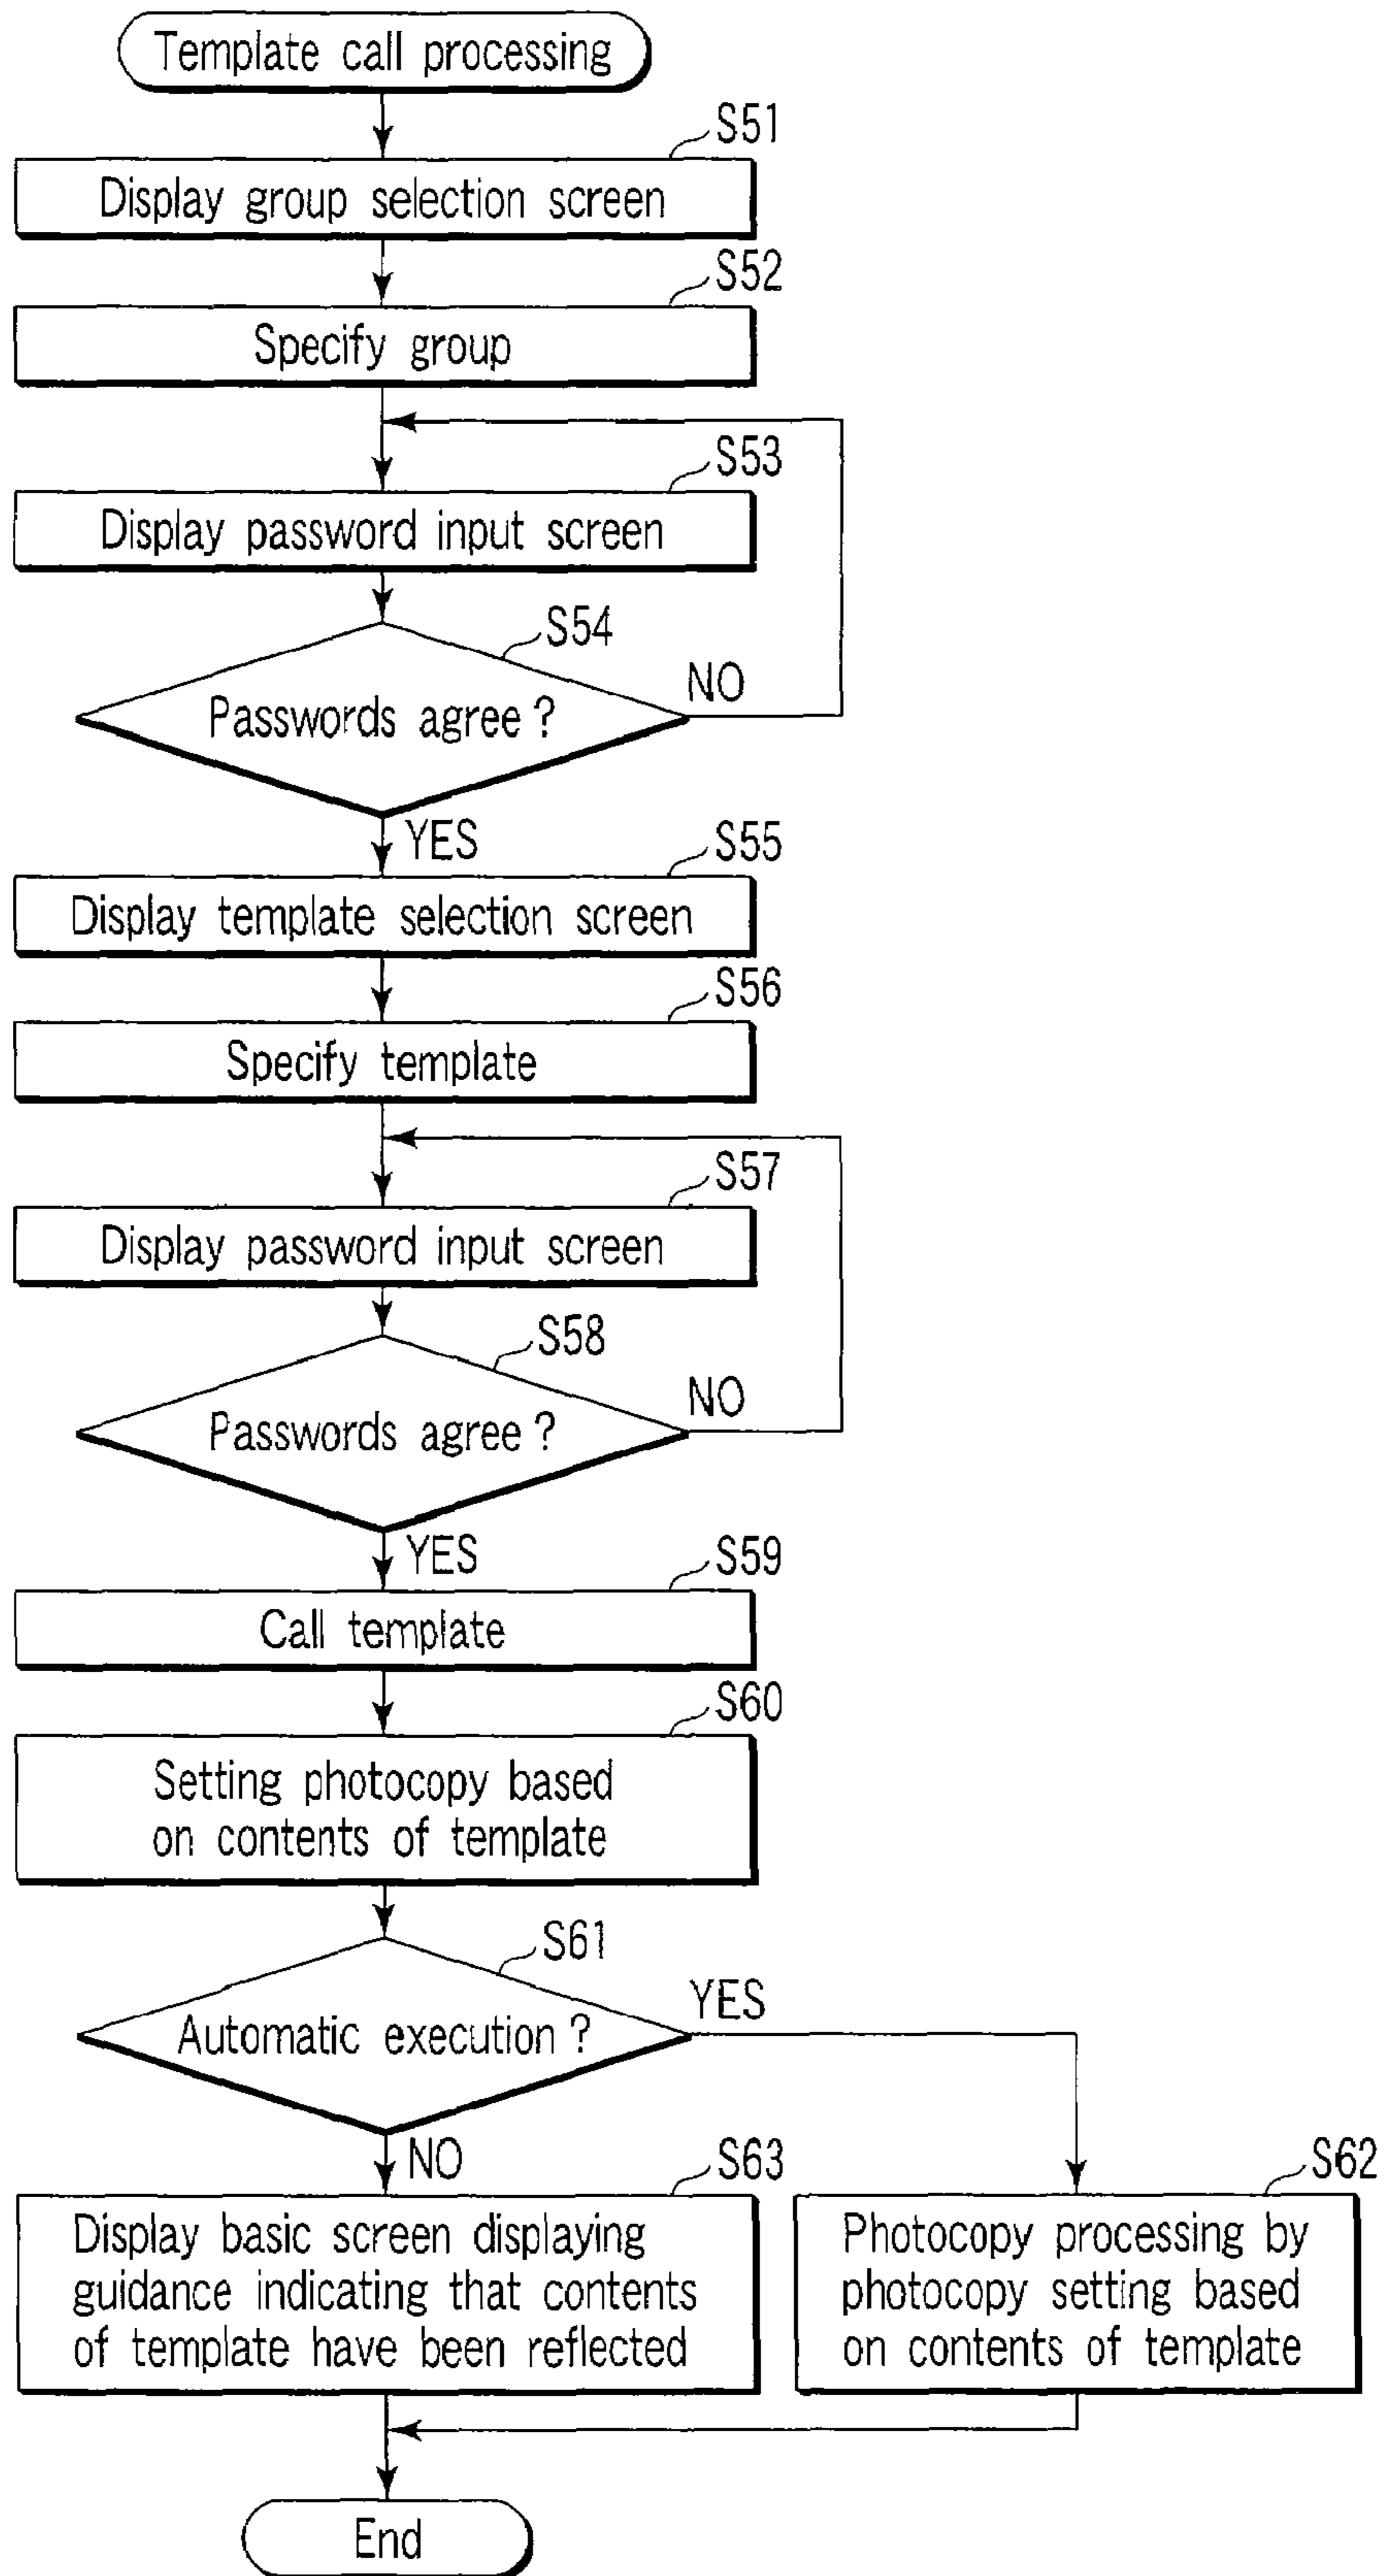 Template call processing
S51
Display group selection screen
S52
Specify group
S53
Display password input screen
S54
Passwords agree?
NO
YES
S55
Display template selection screen
S56
Specify template
S57
Display password input screen
S58
Passwords agree?
NO
YES
S59
Call template
S60
Setting photocopy based
on contents of template
S61
Automatic execution?
YES
NO
S63
Display basic screen displaying
guidance indicating that contents
of template have been reflected
S62
Photocopy processing by
photocopy setting based
on contents of template
End